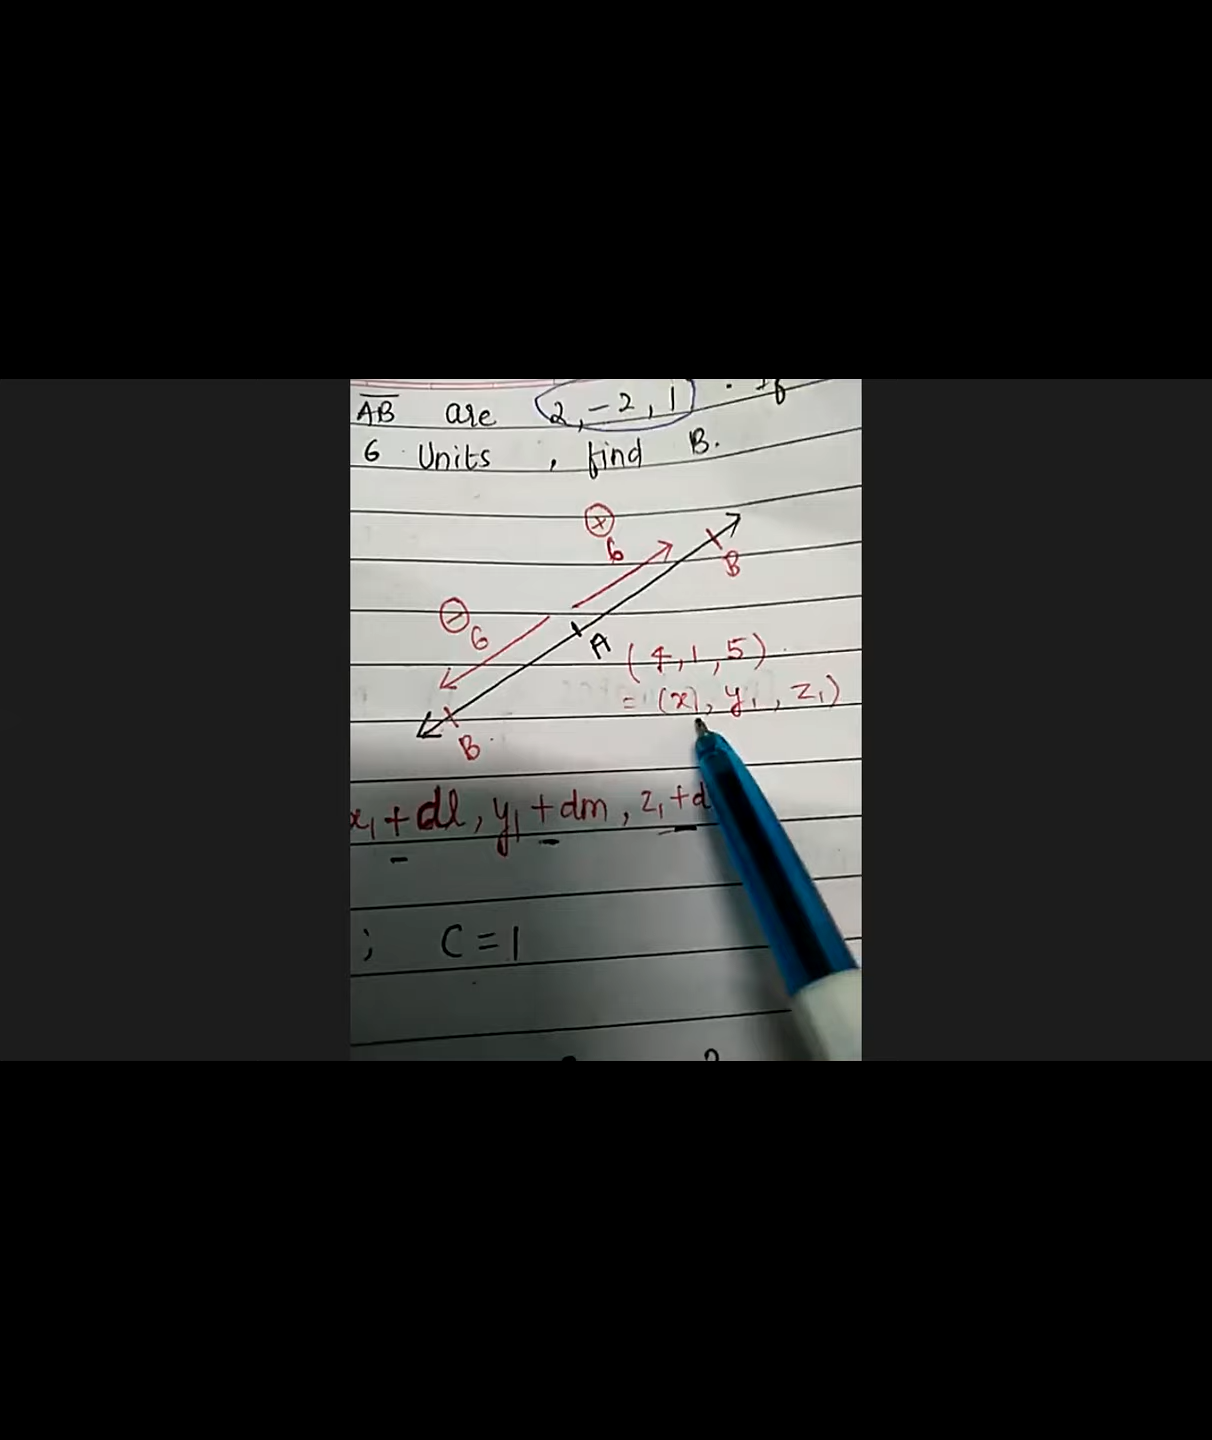 AB are 2, -2, 1 . If
6 Units , find B.
+
6
B
-
6
A
(4, 1, 5)
= (x₁, y₁, z₁)
B
x₁ + dl, y₁ + dm, z₁ + d
; C = 1